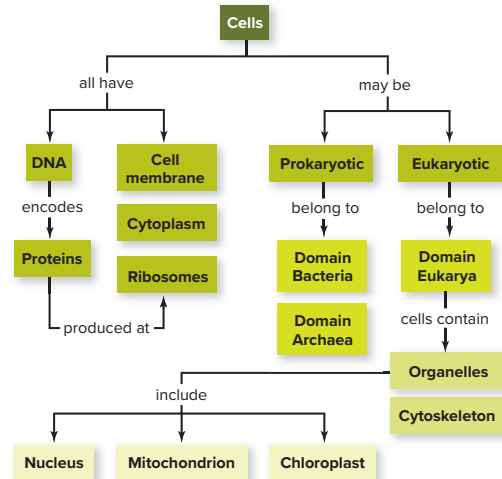 Cells
all have
may be
DNA
Cell
membrane
Prokaryotic
Eukaryotic
encodes
Cytoplasm
belong to
belong to
Proteins
Ribosomes
Domain
Bacteria
Domain
Eukarya
produced at
Domain
Archaea
cells contain
Organelles
include
Cytoskeleton
Nucleus
Mitochondrion
Chloroplast